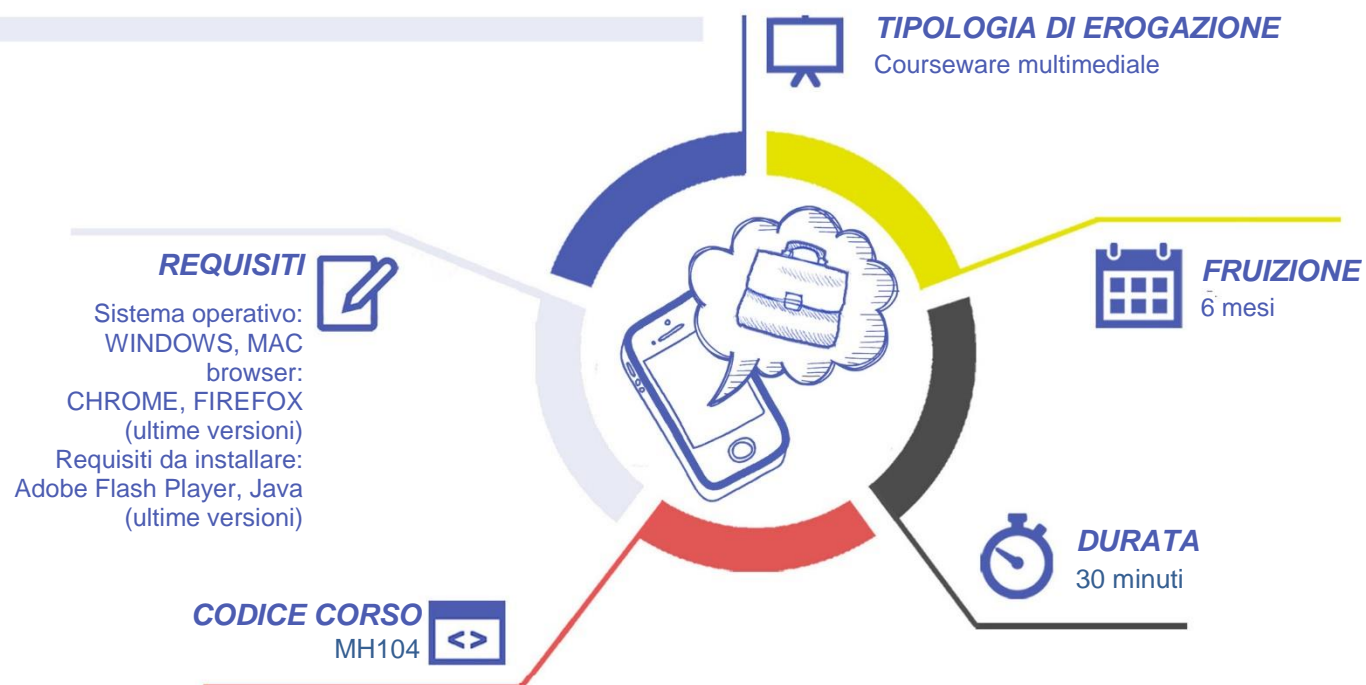 TIPOLOGIA DI EROGAZIONE
Courseware multimediale
REQUISITI
Sistema operativo:
WINDOWS, MAC
browser:
CHROME, FIREFOX
(ultime versioni)
Requisiti da installare:
Adobe Flash Player, Java
(ultime versioni)
FRUIZIONE
6 mesi
DURATA
30 minuti
CODICE CORSO
MH104
<>